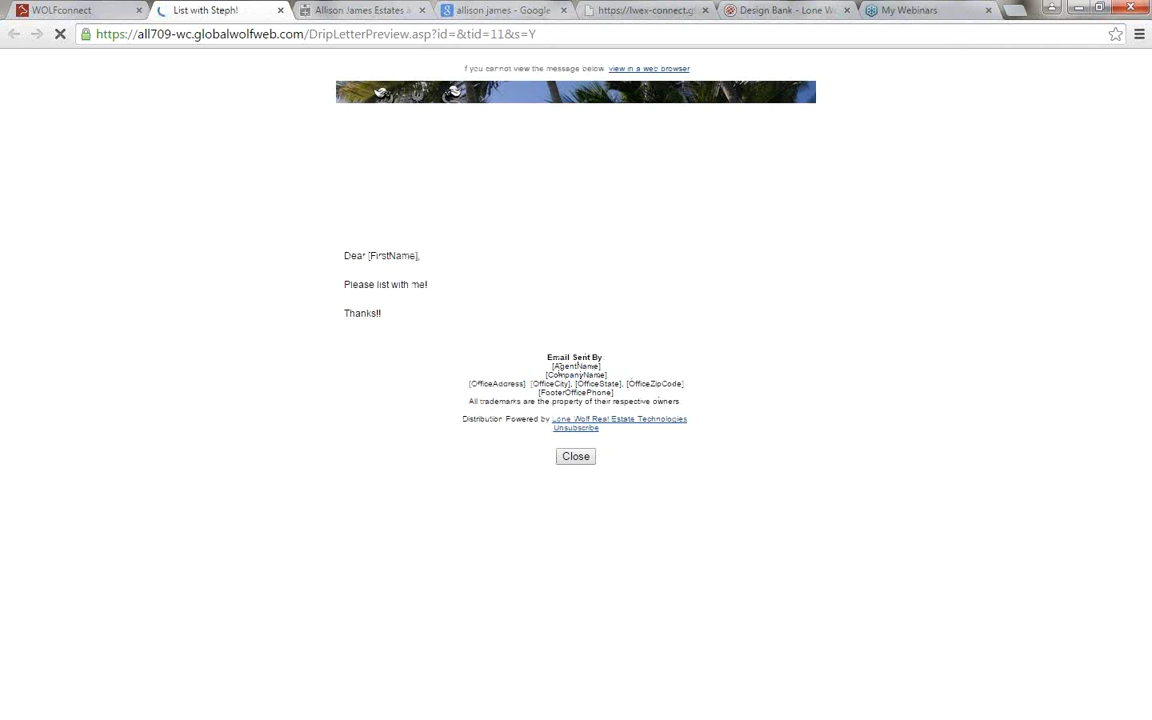 WOLFconnect
List with Steph!
Allison James Estates a
allison james - Google
https://lwex-connect.g
Design Bank - Lone W
My Webinars
https://all709-wc.globalwolfweb.com/DripLetterPreview.asp?id=&tid=11&s=Y
f you cannot view the message below view in a web browser
Dear [FirstName],
Please list with me!
Thanks!!
Email Sent By:
[AgentName]
[CompanyName]
[OfficeAddress] [OfficeCity], [OfficeState], [OfficeZipCode]
[FooterOfficePhone]
All trademarks are the property of their respective owners
Distribution Powered by Lone Wolf Real Estate Technologies
Unsubscribe
Close